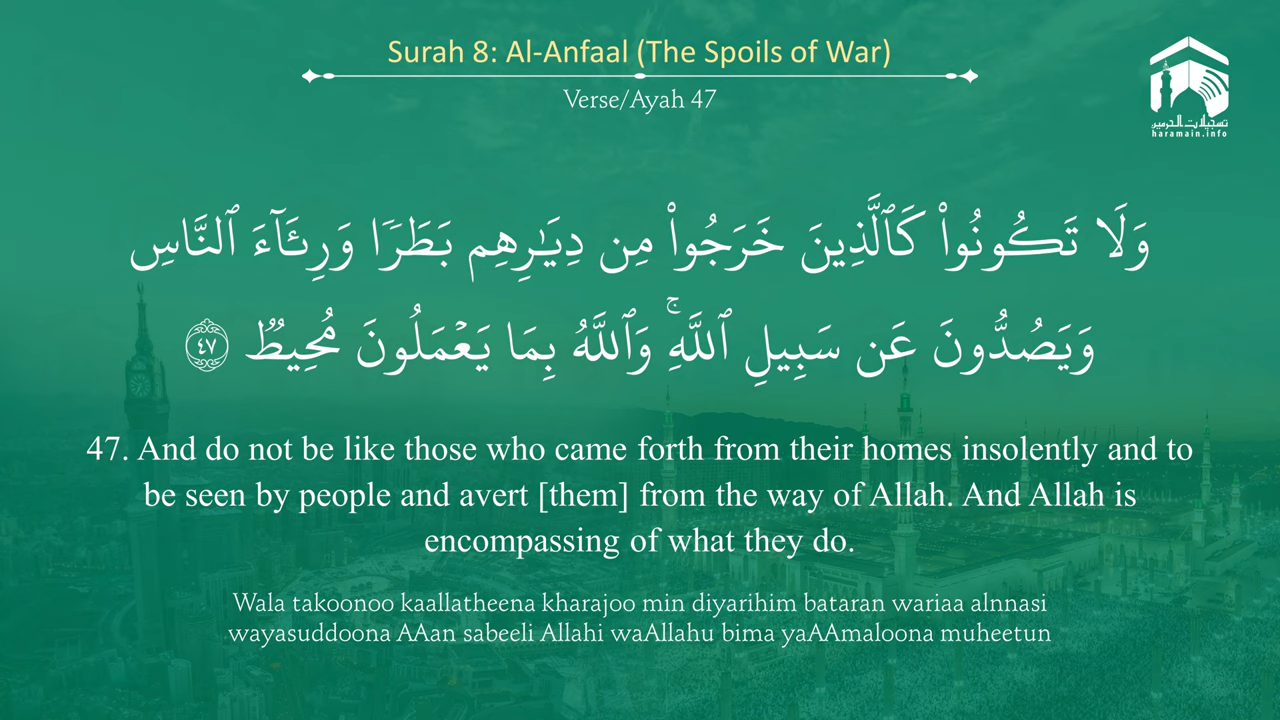 Surah 8: Al-Anfaal (The Spoils of War)
Verse/Ayah 47
تسجيلات الحرمين
haramain.info
وَلَا تَكُونُوا۟ كَٱلَّذِينَ خَرَجُوا۟ مِن دِيَـٰرِهِم بَطَرًۭا وَرِئَآءَ ٱلنَّاسِ
وَيَصُدُّونَ عَن سَبِيلِ ٱللَّهِ ۚ وَٱللَّهُ بِمَا يَعْمَلُونَ مُحِيطٌۭ ٤٧
47. And do not be like those who came forth from their homes insolently and to
be seen by people and avert [them] from the way of Allah. And Allah is
encompassing of what they do.
Wala takoonoo kaallatheena kharajoo min diyarihim bataran wariaa alnnasi
wayasuddoona AAan sabeeli Allahi waAllahu bima yaAAmaloona muheetun